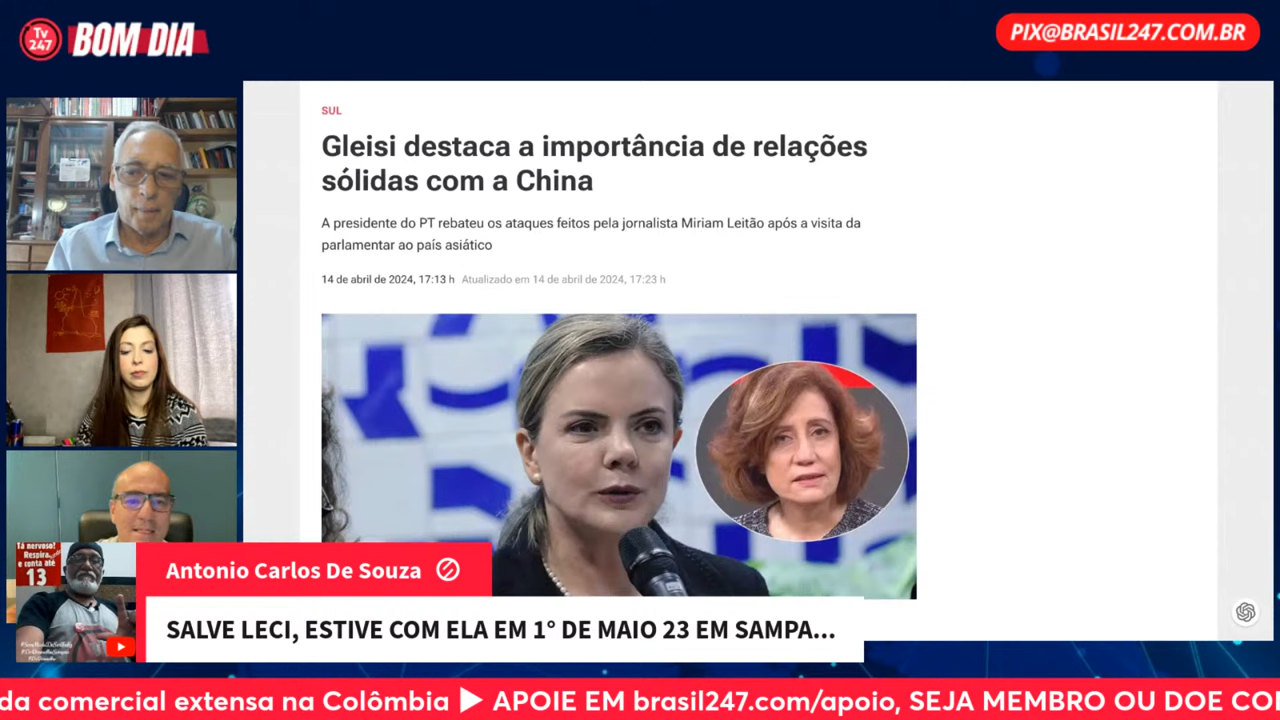 Tv 247
BOM DIA
PIX@BRASIL247.COM.BR
SUL
Gleisi destaca a importância de relações
sólidas com a China
A presidente do PT rebateu os ataques feitos pela jornalista Miriam Leitão após a visita da
parlamentar ao país asiático
14 de abril de 2024, 17:13 h Atualizado em 14 de abril de 2024, 17:23 h
Tá nervoso?
Respira,
e conta até
13
Antonio Carlos De Souza
SALVE LECI, ESTIVE COM ELA EM 1° DE MAIO 23 EM SAMPA...
da comercial extensa na Colômbia ▶ APOIE EM brasil247.com/apoio, SEJA MEMBRO OU DOE CO